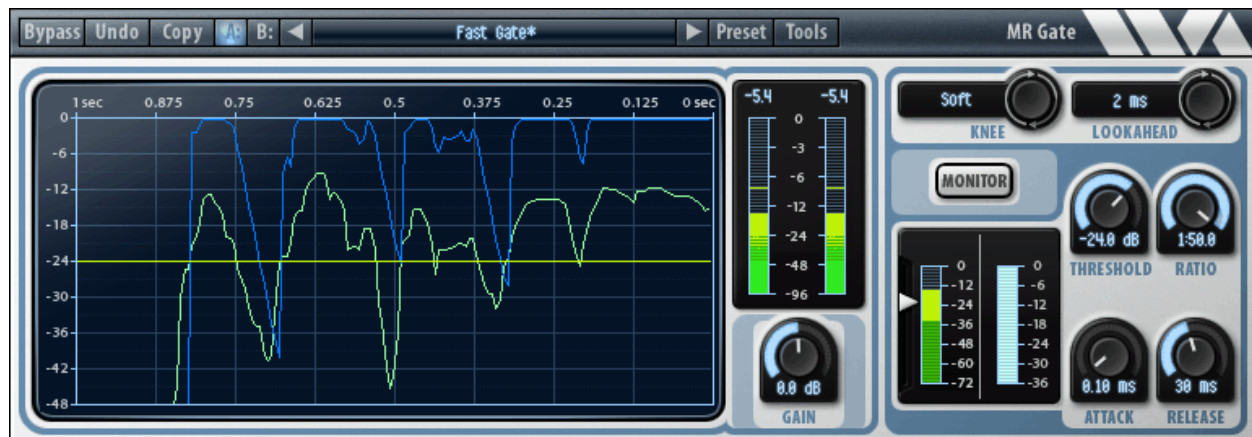 Bypass Undo Copy A: B: Fast Gate* Preset Tools MR Gate
1 sec 0.875 0.75 0.625 0.5 0.375 0.25 0.125 0 sec
0
-6
-12
-18
-24
-30
-36
-42
-48
-5.4 -5.4
0
-3
-6
-12
-24
-48
-96
0.0 dB
GAIN
Soft
KNEE
2 ms
LOOKAHEAD
MONITOR
-24.0 dB
THRESHOLD
1:50.0
RATIO
0 0
-12 -6
-24 -12
-36 -18
-48 -24
-60 -30
-72 -36
0.10 ms
ATTACK
30 ms
RELEASE